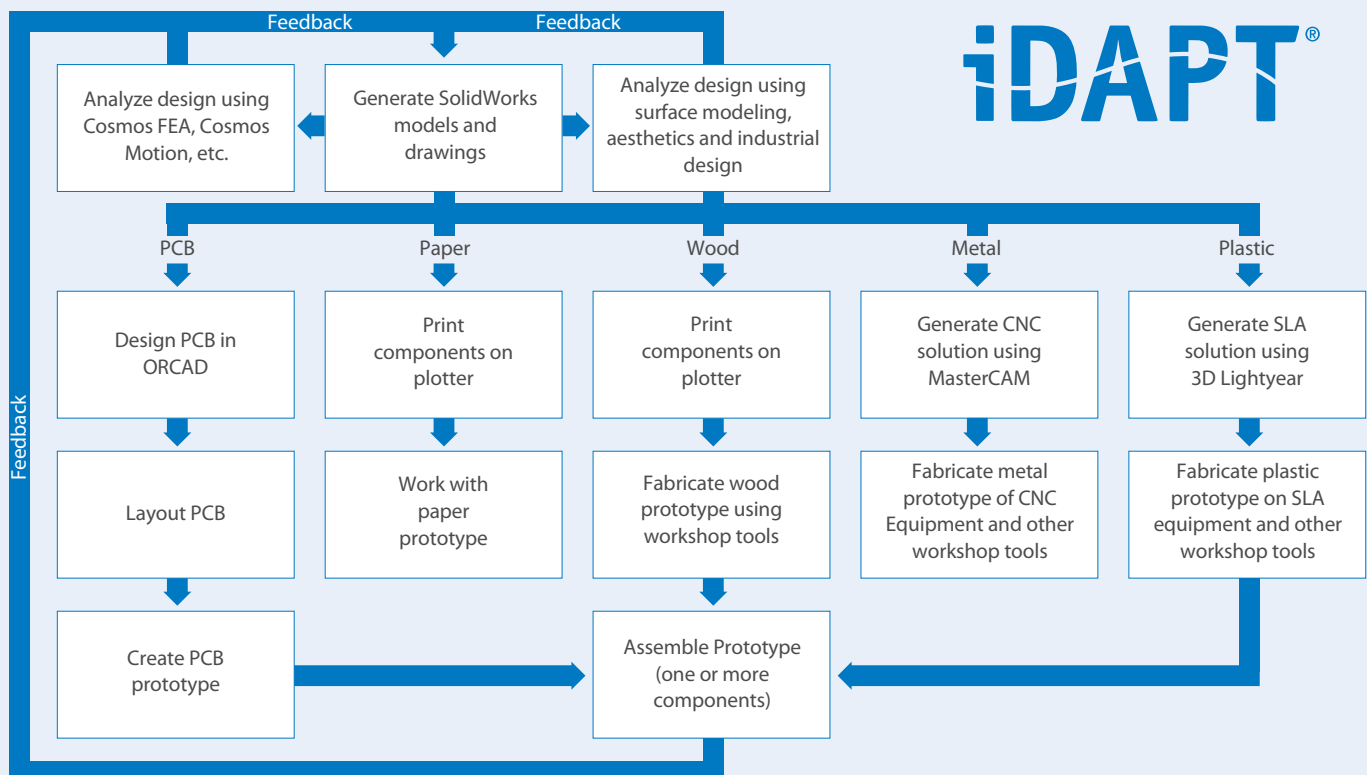 Feedback
Feedback
iDAPT®
Analyze design using
Cosmos FEA, Cosmos
Motion, etc.
Generate SolidWorks
models and
drawings
Analyze design using
surface modeling,
aesthetics and industrial
design
PCB
Paper
Wood
Metal
Plastic
Design PCB in
ORCAD
Print
components on
plotter
Print
components on
plotter
Generate CNC
solution using
MasterCAM
Generate SLA
solution using
3D Lightyear
Feedback
Layout PCB
Work with
paper
prototype
Fabricate wood
prototype using
workshop tools
Fabricate metal
prototype of CNC
Equipment and other
workshop tools
Fabricate plastic
prototype on SLA
equipment and other
workshop tools
Create PCB
prototype
Assemble Prototype
(one or more
components)